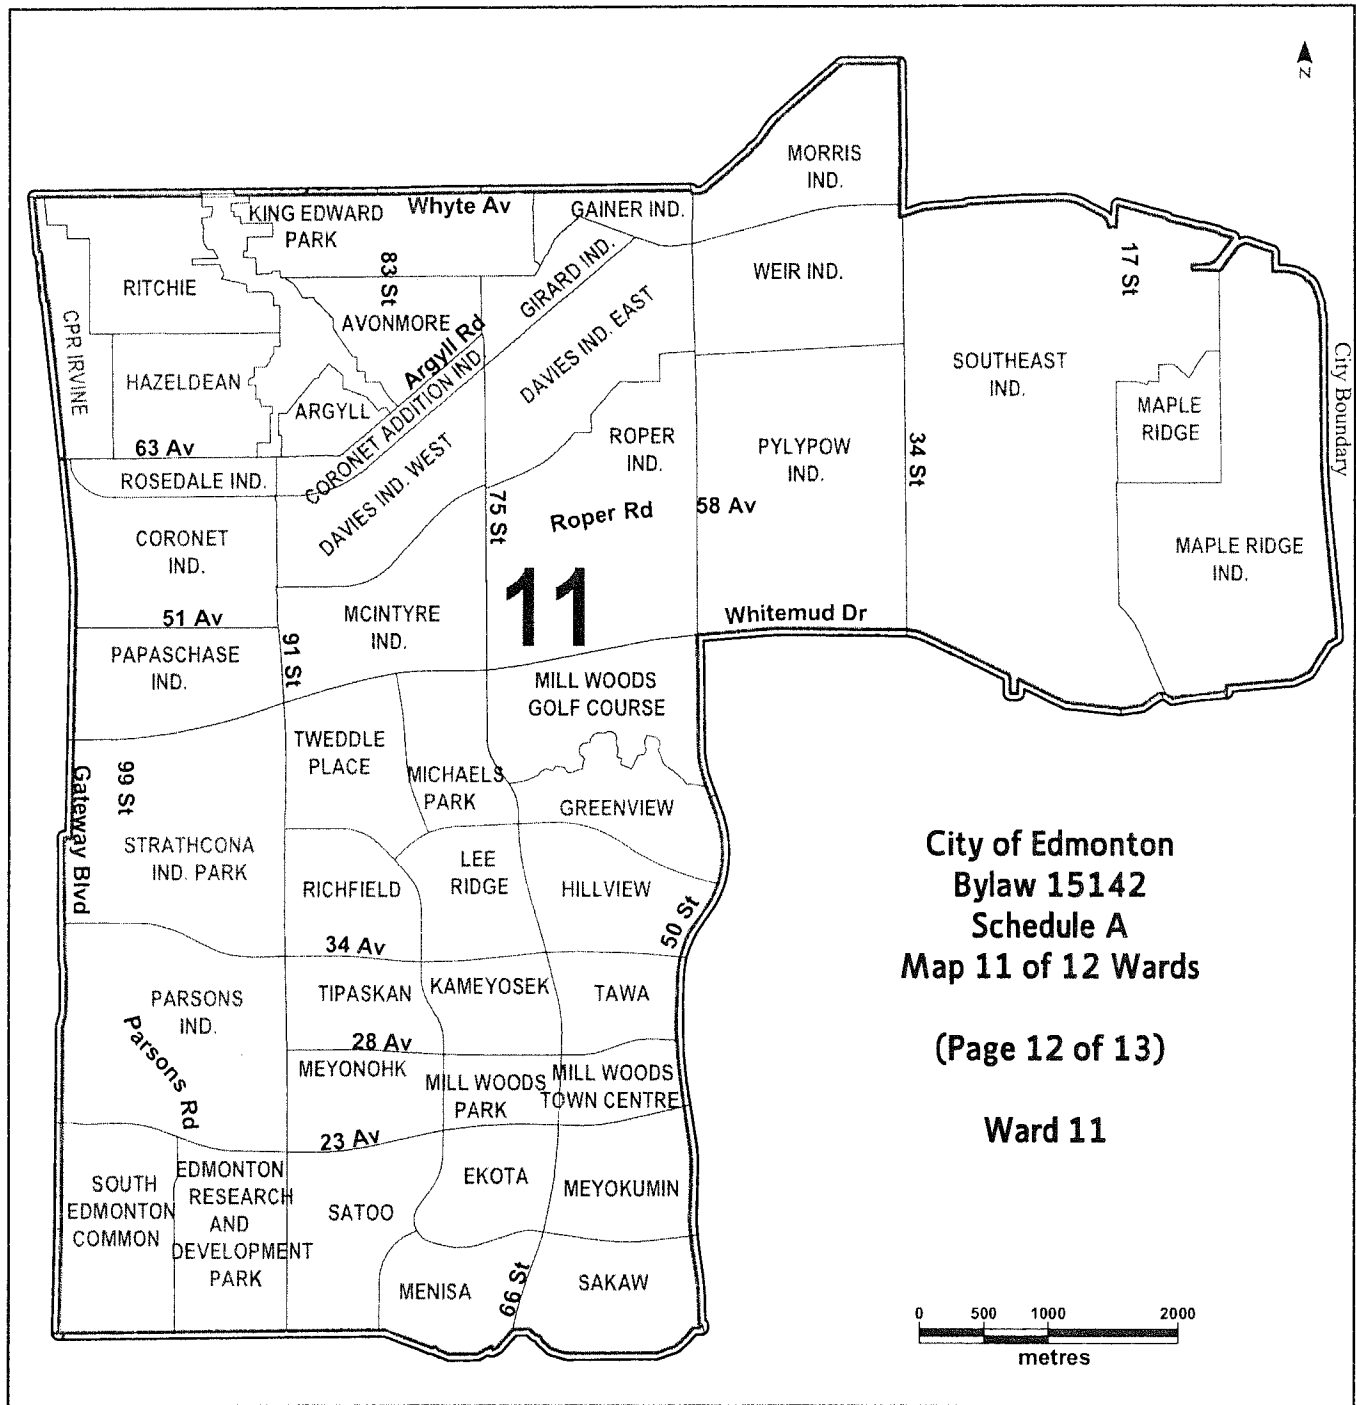 N
MORRIS
IND.
KING EDWARD
PARK
Whyte Av
GAINER IND.
RITCHIE
83 St
GIRARD IND.
WEIR IND.
17 St
CPR IRVINE
AVONMORE
Argyll Rd
DAVIES IND. EAST
SOUTHEAST
IND.
City Boundary
HAZELDEAN
ARGYLL
CORONET ADDITION IND.
MAPLE
RIDGE
63 Av
ROPER
IND.
PYLYPOW
IND.
34 St
ROSEDALE IND.
DAVIES IND. WEST
75 St
Roper Rd
58 Av
CORONET
IND.
MAPLE RIDGE
IND.
11
51 Av
MCINTYRE
IND.
Whitemud Dr
PAPASCHASE
IND.
91 St
MILL WOODS
GOLF COURSE
TWEDDLE
PLACE
MICHAELS
PARK
Gateway Blvd
99 St
GREENVIEW
STRATHCONA
IND. PARK
LEE
RIDGE
RICHFIELD
HILLVIEW
50 St
34 Av
PARSONS
IND.
TIPASKAN
KAMEYOSEK
TAWA
Parsons Rd
28 Av
MEYONOHK
MILL WOODS
PARK
MILL WOODS
TOWN CENTRE
23 Av
SOUTH
EDMONTON
COMMON
EDMONTON
RESEARCH
AND
DEVELOPMENT
PARK
SATOO
EKOTA
MEYOKUMIN
MENISA
66 St
SAKAW
City of Edmonton
Bylaw 15142
Schedule A
Map 11 of 12 Wards
(Page 12 of 13)
Ward 11
0 500 1000 2000
metres